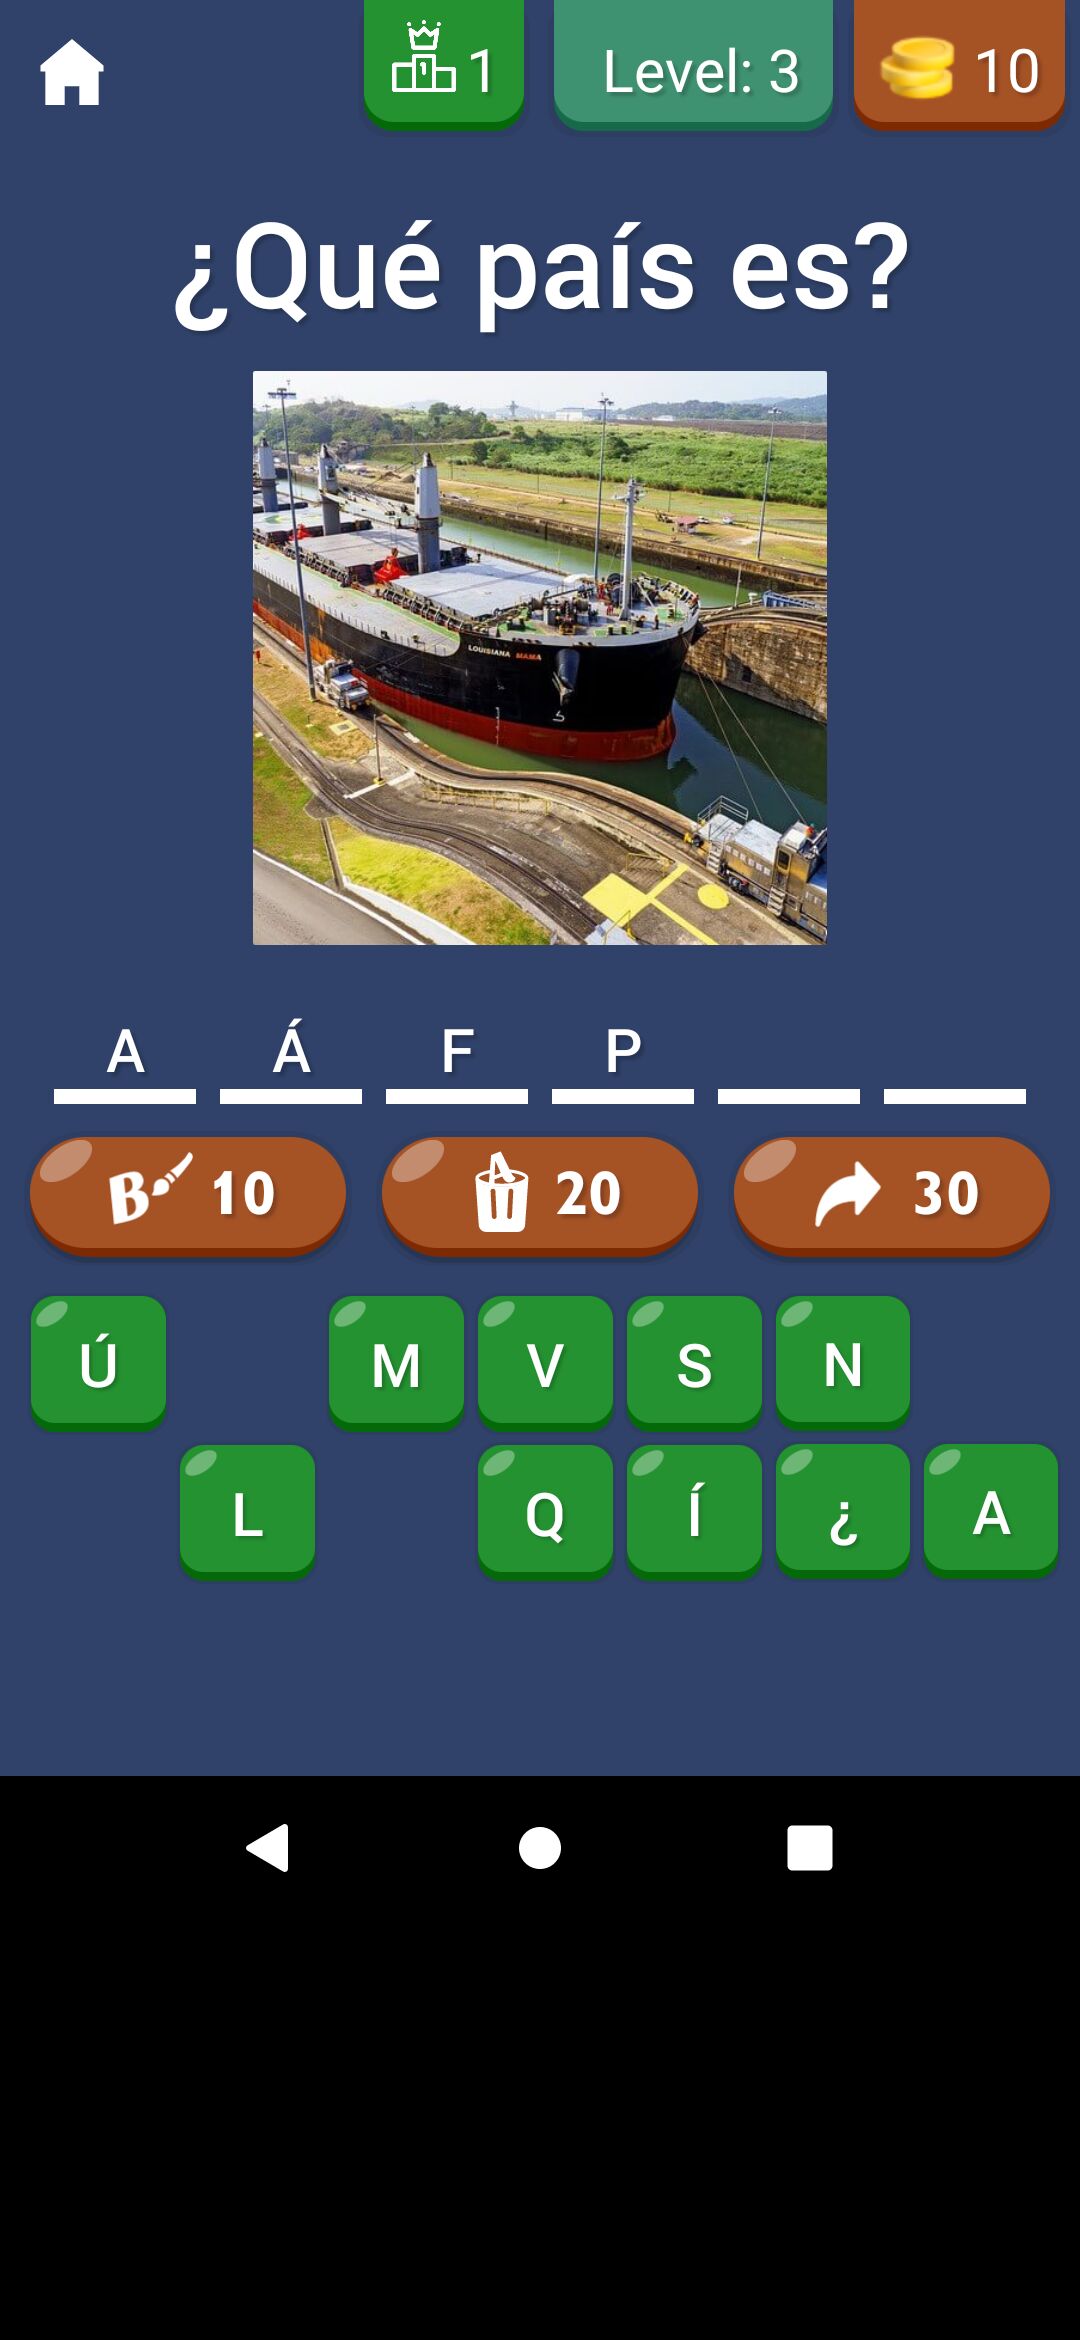 1 Level: 3 10
¿Qué país es?
LOUISIANA MAMA
A Á F P
B 10 20 30
Ú M V S N
L Q Í ¿ A